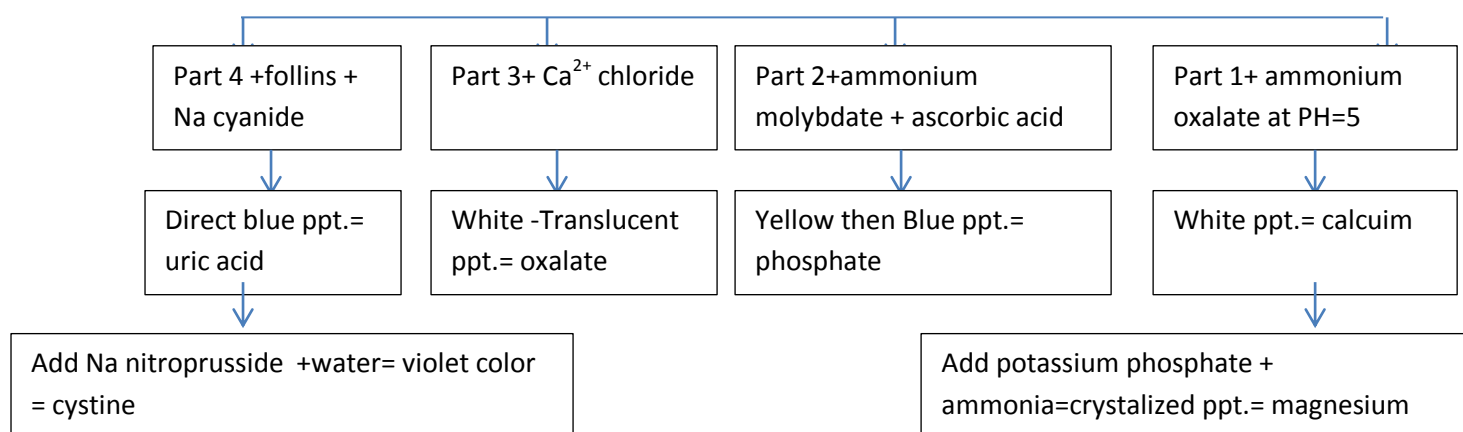 Part 4 +follins +
Na cyanide
Part 3+ Ca²⁺ chloride
Part 2+ammonium
molybdate + ascorbic acid
Part 1+ ammonium
oxalate at PH=5
Direct blue ppt.=
uric acid
White -Translucent
ppt.= oxalate
Yellow then Blue ppt.=
phosphate
White ppt.= calcuim
Add Na nitroprusside +water= violet color
= cystine
Add potassium phosphate +
ammonia=crystalized ppt.= magnesium